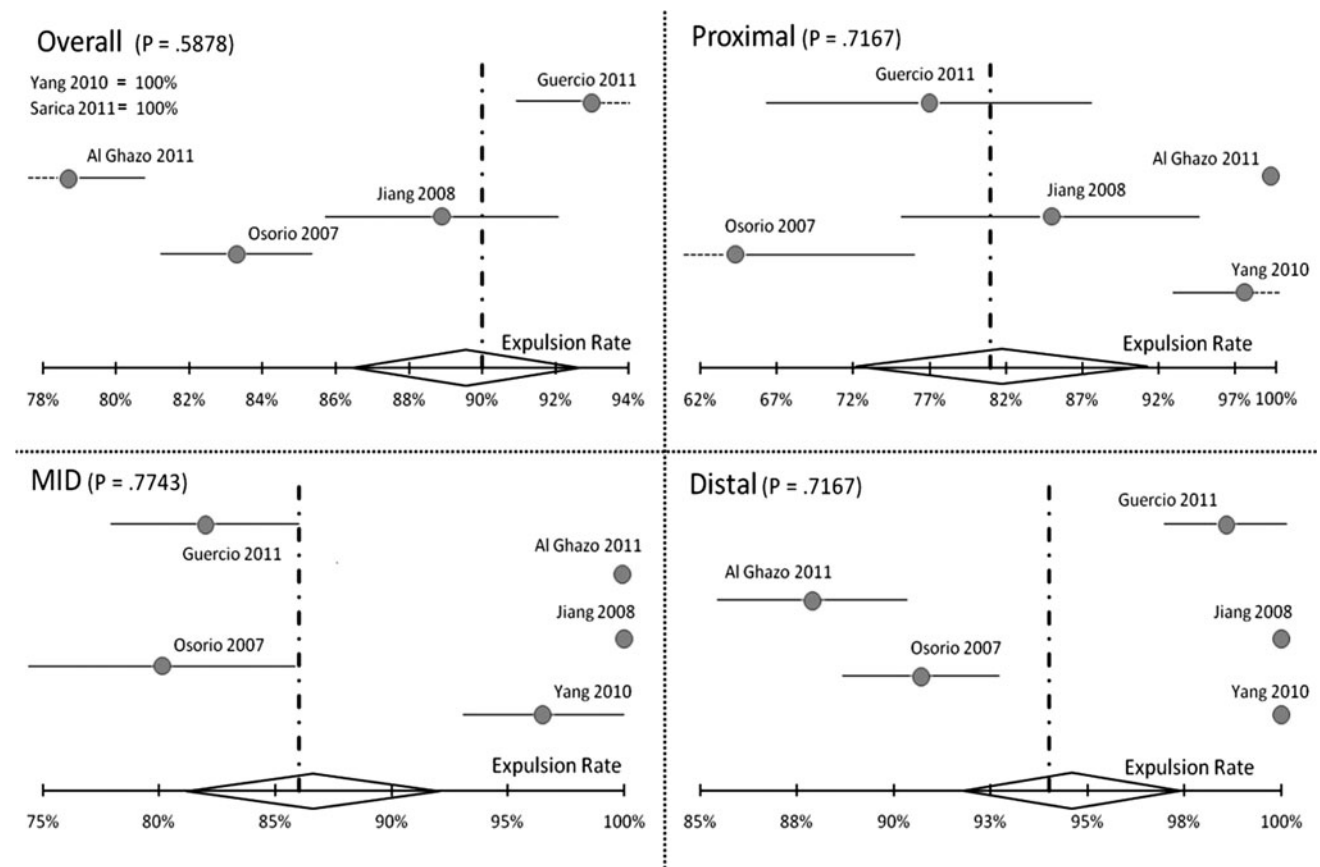 Overall (P = .5878)
Yang 2010 = 100%
Sarica 2011= 100%
Guercio 2011
Al Ghazo 2011
Jiang 2008
Osorio 2007
Expulsion Rate
78% 80% 82% 84% 86% 88% 90% 92% 94%
Proximal (P = .7167)
Guercio 2011
Al Ghazo 2011
Jiang 2008
Osorio 2007
Yang 2010
Expulsion Rate
62% 67% 72% 77% 82% 87% 92% 97% 100%
MID (P = .7743)
Guercio 2011
Al Ghazo 2011
Jiang 2008
Osorio 2007
Yang 2010
Expulsion Rate
75% 80% 85% 90% 95% 100%
Distal (P = .7167)
Guercio 2011
Al Ghazo 2011
Jiang 2008
Osorio 2007
Yang 2010
Expulsion Rate
85% 88% 90% 93% 95% 98% 100%